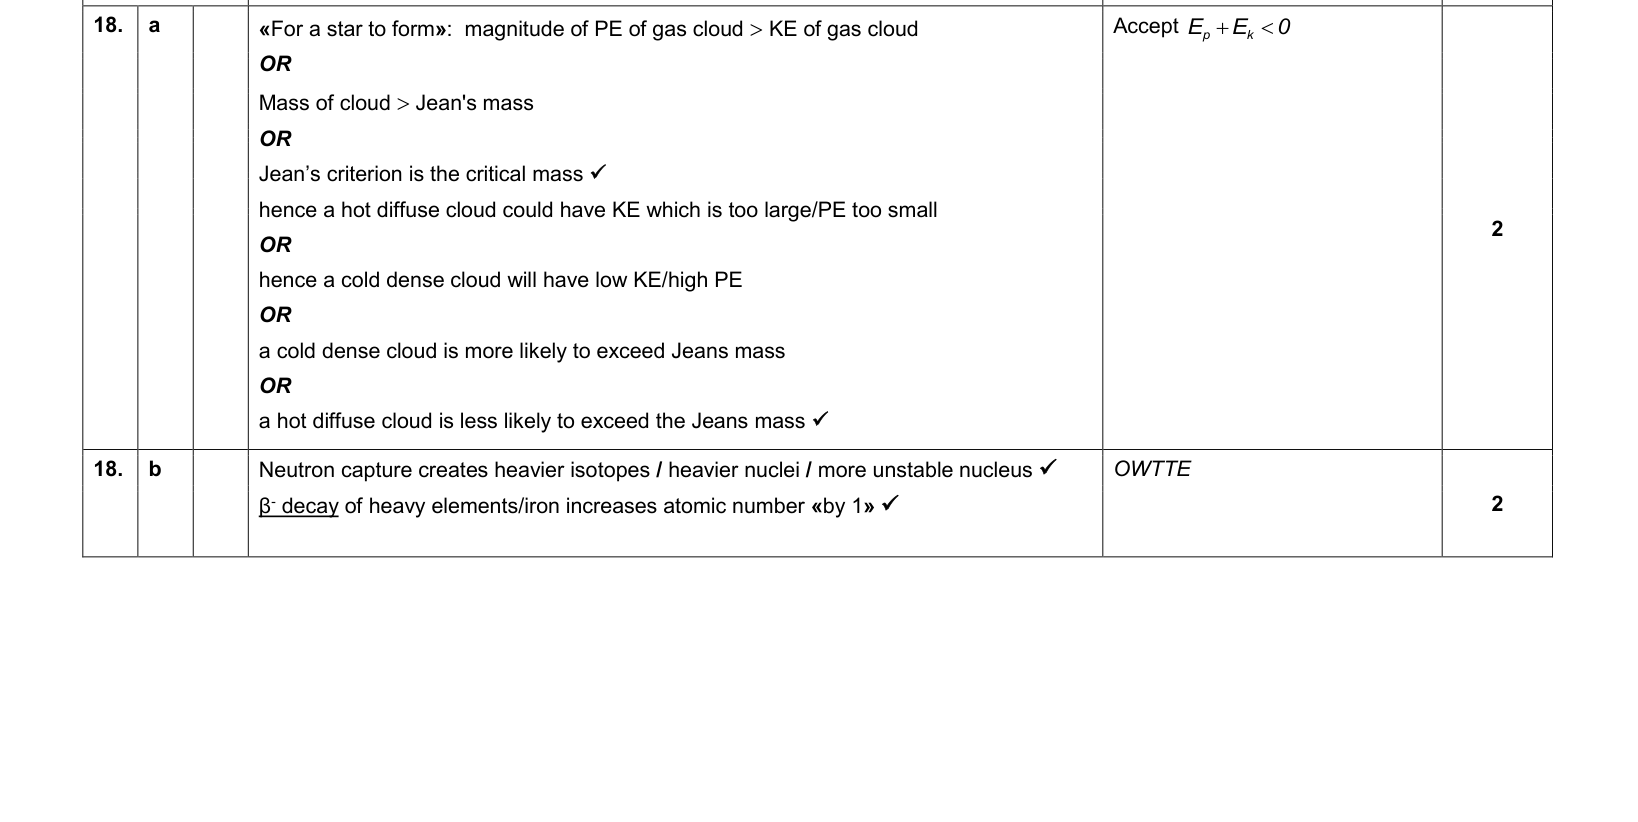 18. a «For a star to form»: magnitude of PE of gas cloud > KE of gas cloud Accept Eₚ + Eₖ < 0
OR
Mass of cloud > Jean's mass
OR
Jean’s criterion is the critical mass ✓
hence a hot diffuse cloud could have KE which is too large/PE too small
2
OR
hence a cold dense cloud will have low KE/high PE
OR
a cold dense cloud is more likely to exceed Jeans mass
OR
a hot diffuse cloud is less likely to exceed the Jeans mass ✓
18. b Neutron capture creates heavier isotopes / heavier nuclei / more unstable nucleus ✓ OWTTE
β⁻ decay of heavy elements/iron increases atomic number «by 1» ✓ 2